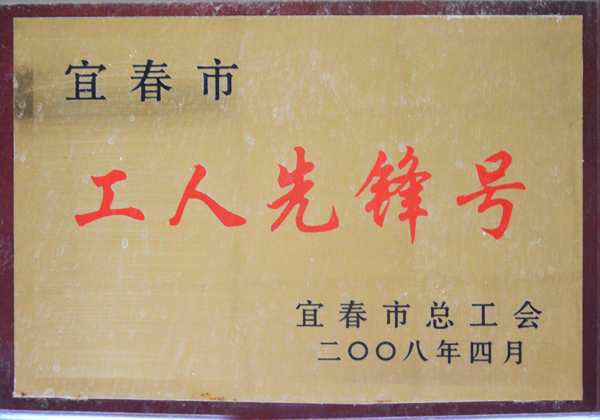 宜春市
工人先锋号
宜春市总工会
二〇〇八年四月